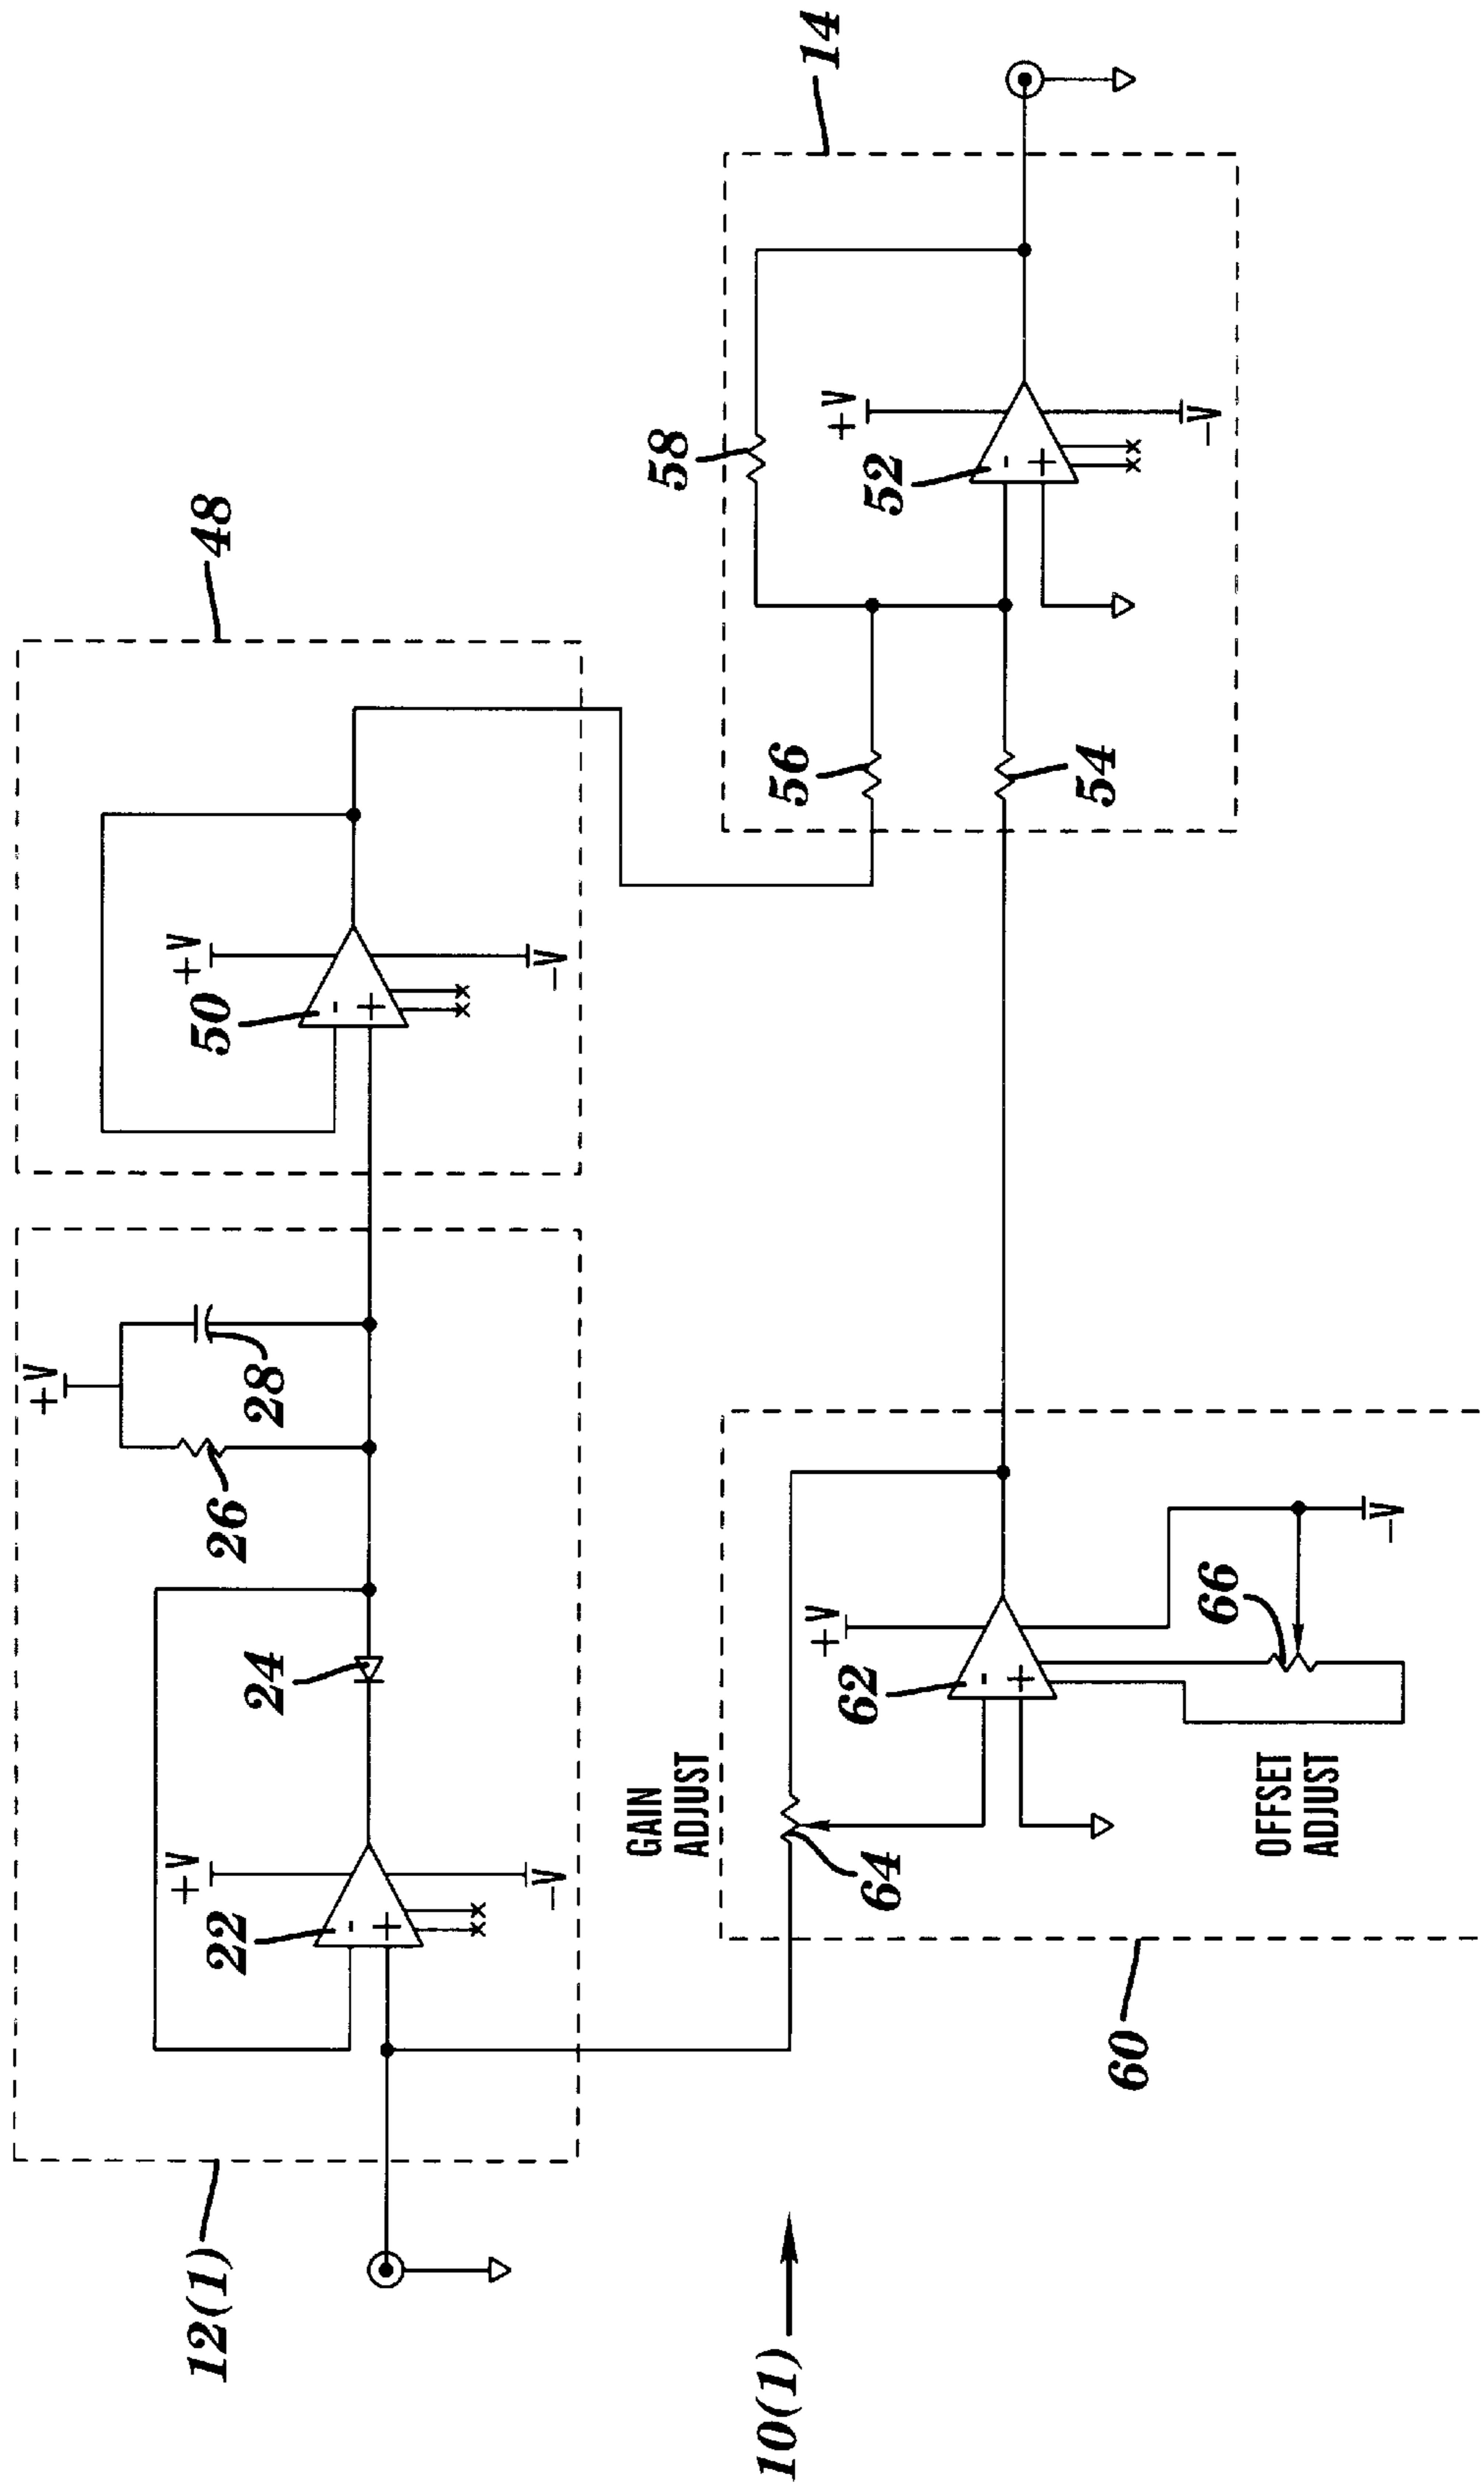 12(1)
22
+V
-V
24
26
28
+V
48
50
+V
-V
10(1)
60
GAIN
ADJUST
64
62
+V
OFFSET
ADJUST
66
-V
14
56
54
58
52
+V
-V
- + - + - + - +